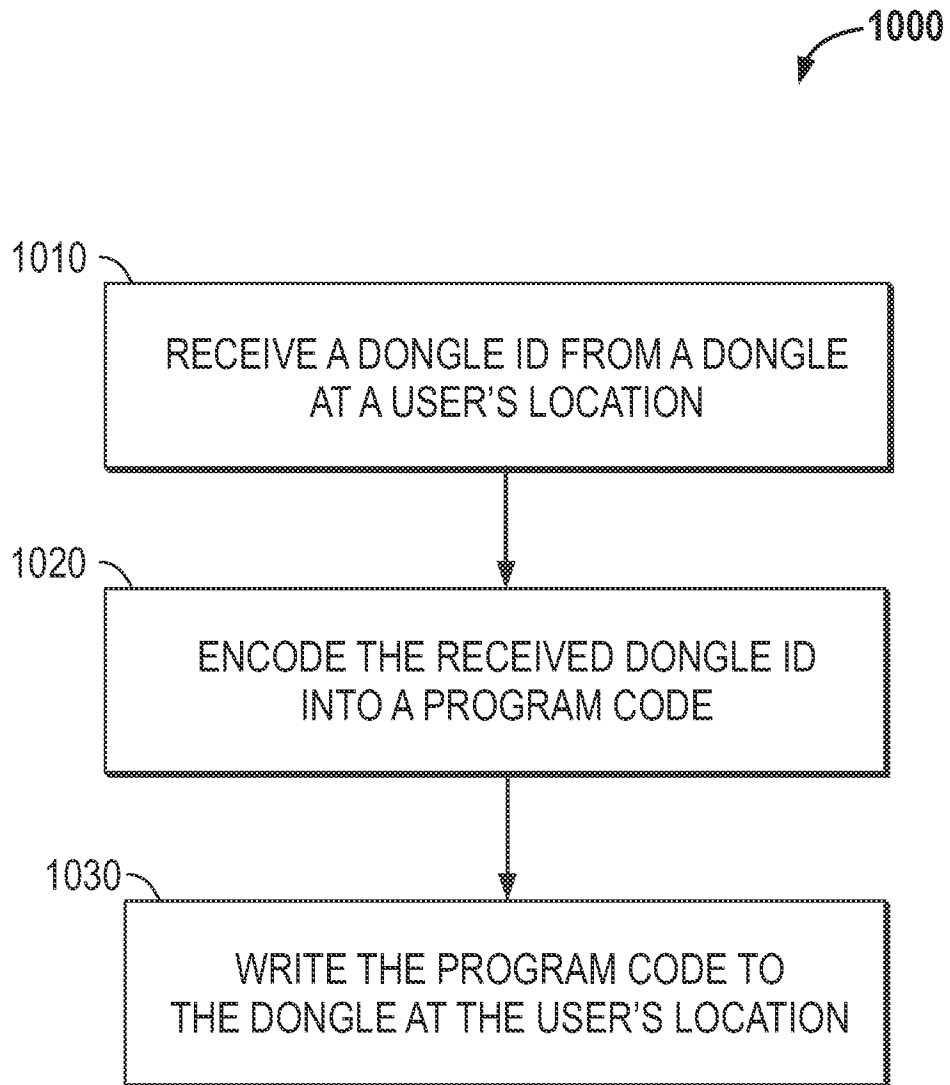 1000
1010
RECEIVE A DONGLE ID FROM A DONGLE
AT A USER'S LOCATION
1020
ENCODE THE RECEIVED DONGLE ID
INTO A PROGRAM CODE
1030
WRITE THE PROGRAM CODE TO
THE DONGLE AT THE USER'S LOCATION